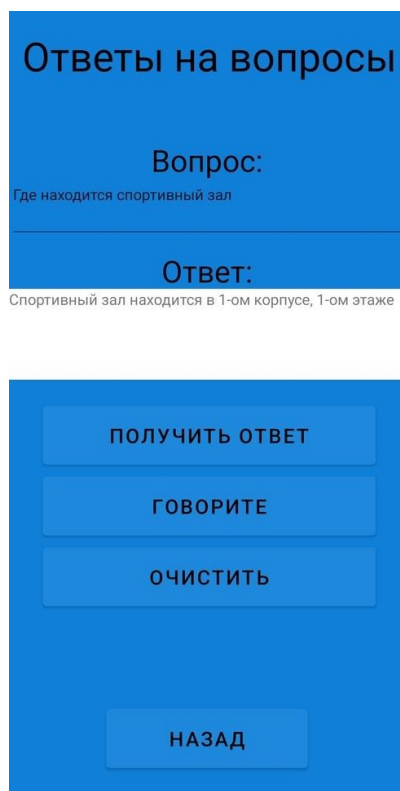 Ответы на вопросы
Вопрос:
Где находится спортивный зал
Ответ:
Спортивный зал находится в 1-ом корпусе, 1-ом этаже
ПОЛУЧИТЬ ОТВЕТ
ГОВОРИТЕ
ОЧИСТИТЬ
НАЗАД